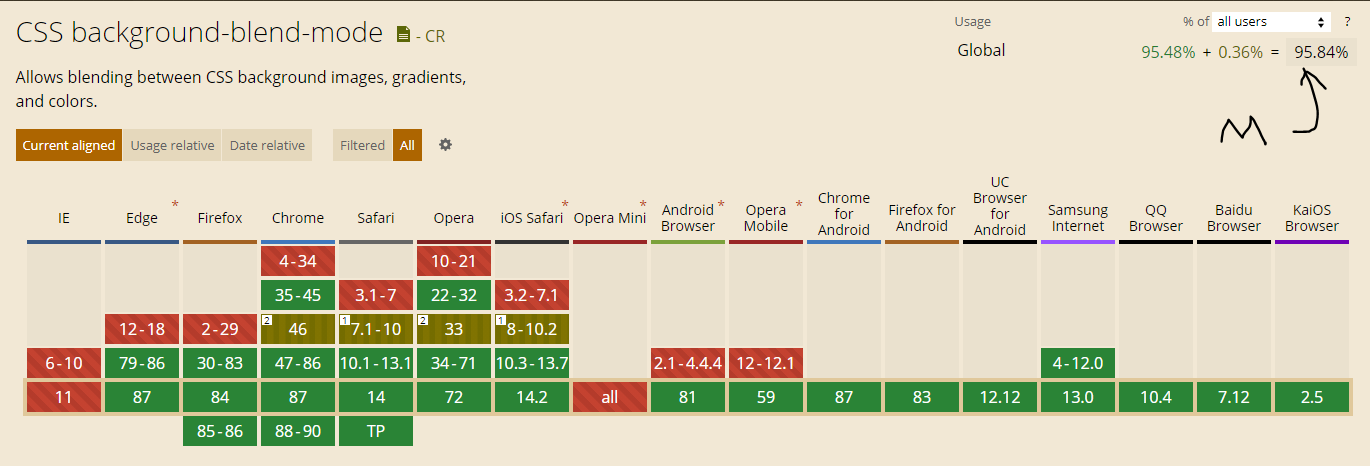 CSS background-blend-mode - CR
Usage % of all users ?
Global 95.48% + 0.36% = 95.84%
Allows blending between CSS background images, gradients,
and colors.
M
Current aligned Usage relative Date relative Filtered All
IE Edge * Firefox Chrome Safari Opera iOS Safari * Opera Mini * Android Browser * Opera Mobile * Chrome for Android Firefox for Android UC Browser for Android Samsung Internet QQ Browser Baidu Browser KaiOS Browser
4-34 10-21
35-45 3.1-7 22-32 3.2-7.1
12-18 2-29 2 46 1 7.1-10 2 33 1 8-10.2
6-10 79-86 30-83 47-86 10.1-13.1 34-71 10.3-13.7 2.1-4.4.4 12-12.1 4-12.0
11 87 84 87 14 72 14.2 all 81 59 87 83 12.12 13.0 10.4 7.12 2.5
85-86 88-90 TP